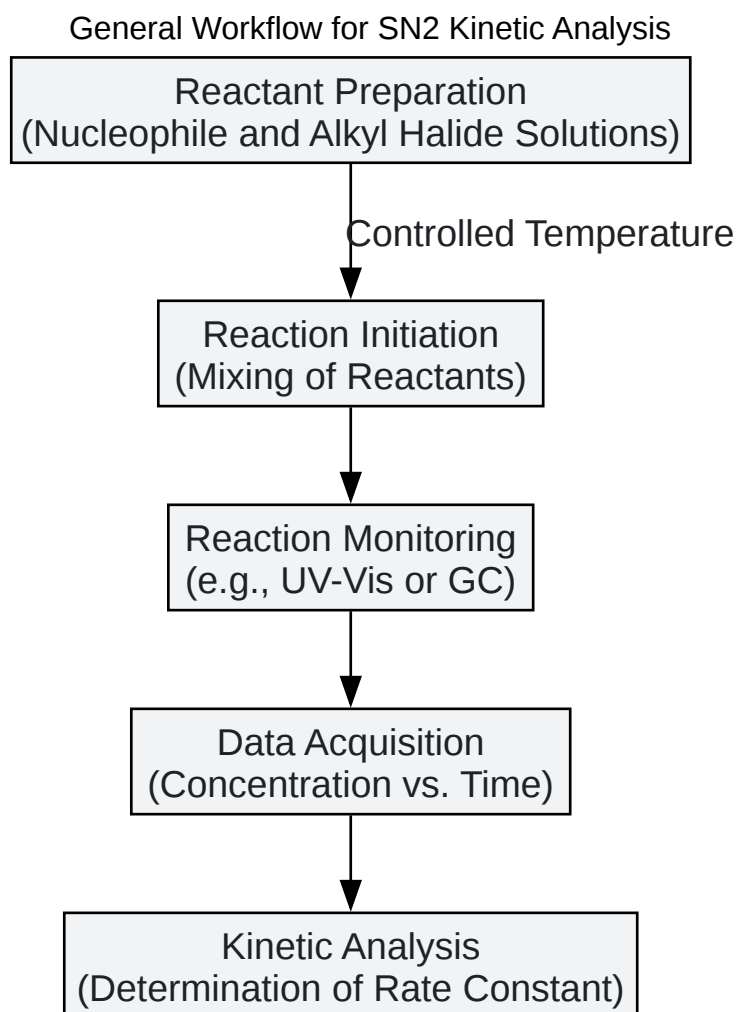 General Workflow for SN2 Kinetic Analysis
Reactant Preparation
(Nucleophile and Alkyl Halide Solutions)
Controlled Temperature
Reaction Initiation
(Mixing of Reactants)
Reaction Monitoring
(e.g., UV-Vis or GC)
Data Acquisition
(Concentration vs. Time)
Kinetic Analysis
(Determination of Rate Constant)